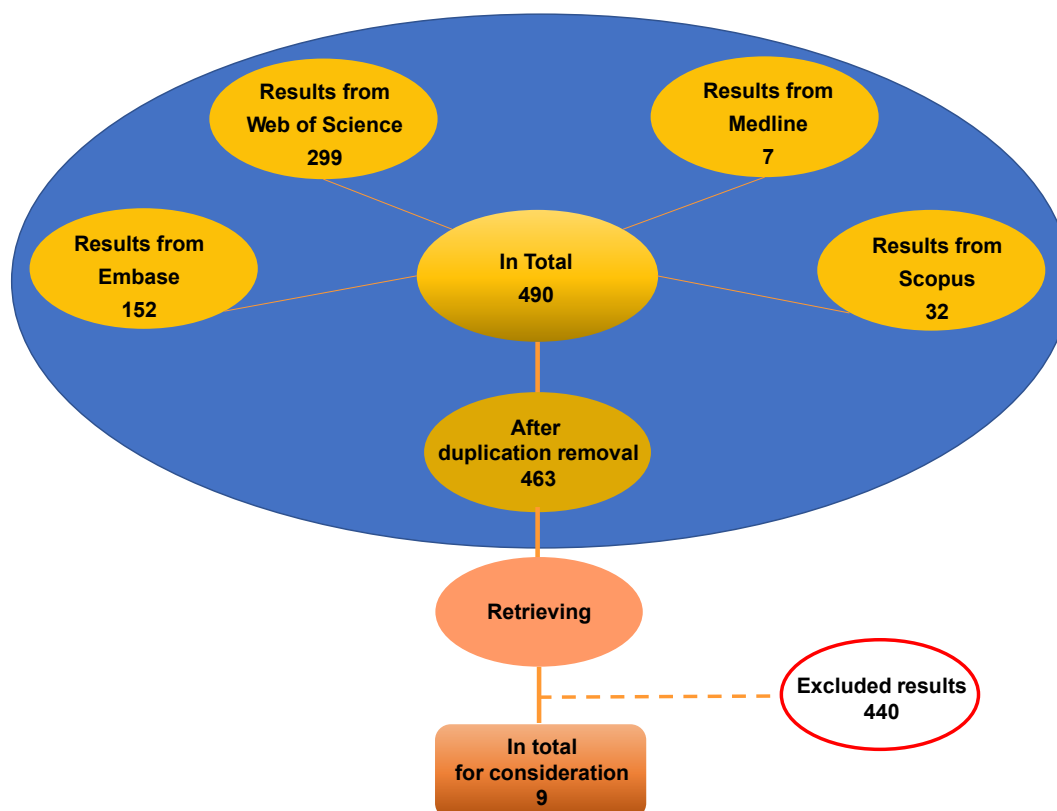 Results from
Web of Science
299
Results from
Medline
7
Results from
Embase
152
In Total
490
Results from
Scopus
32
After
duplication removal
463
Retrieving
Excluded results
440
In total
for consideration
9